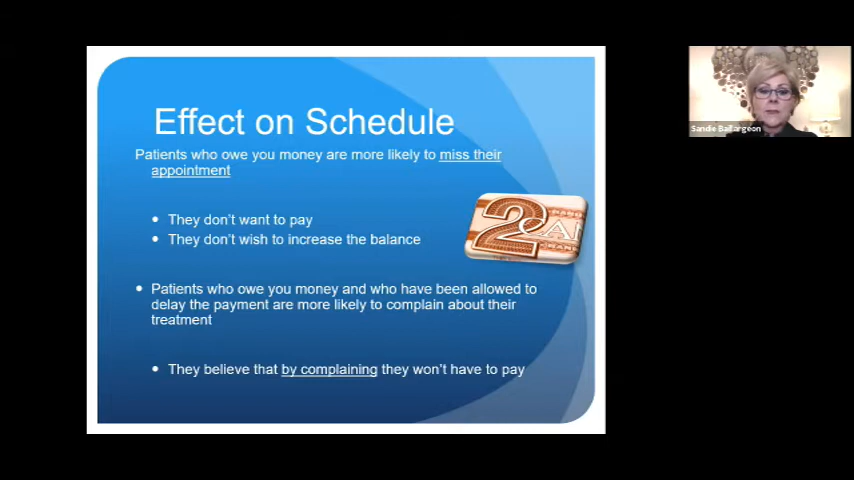 Effect on Schedule
Patients who owe you money are more likely to miss their
appointment
• They don't want to pay
• They don't wish to increase the balance
2
• Patients who owe you money and who have been allowed to
delay the payment are more likely to complain about their
treatment
• They believe that by complaining they won't have to pay
Sandie Baillargeon